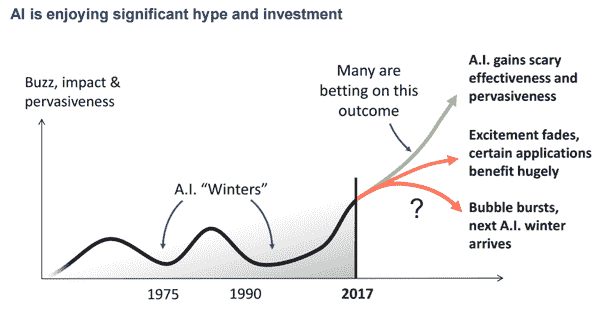 AI is enjoying significant hype and investment
Buzz, impact &
pervasiveness
Many are
betting on this
outcome
A.I. gains scary
effectiveness and
pervasiveness
Excitement fades,
certain applications
benefit hugely
A.I. “Winters”
?
Bubble bursts,
next A.I. winter
arrives
1975
1990
2017